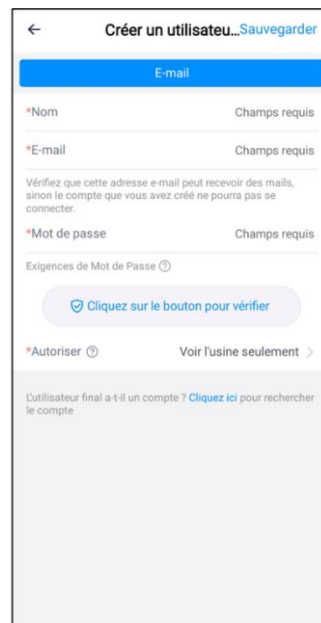 Créer un utilisateu...Sauvegarder
E-mail
*Nom Champs requis
*E-mail Champs requis
Vérifiez que cette adresse e-mail peut recevoir des mails,
sinon le compte que vous avez créé ne pourra pas se
connecter.
*Mot de passe Champs requis
Exigences de Mot de Passe
Cliquez sur le bouton pour vérifier
*Autoriser Voir l'usine seulement
L'utilisateur final a-t-il un compte ? Cliquez ici pour rechercher
le compte